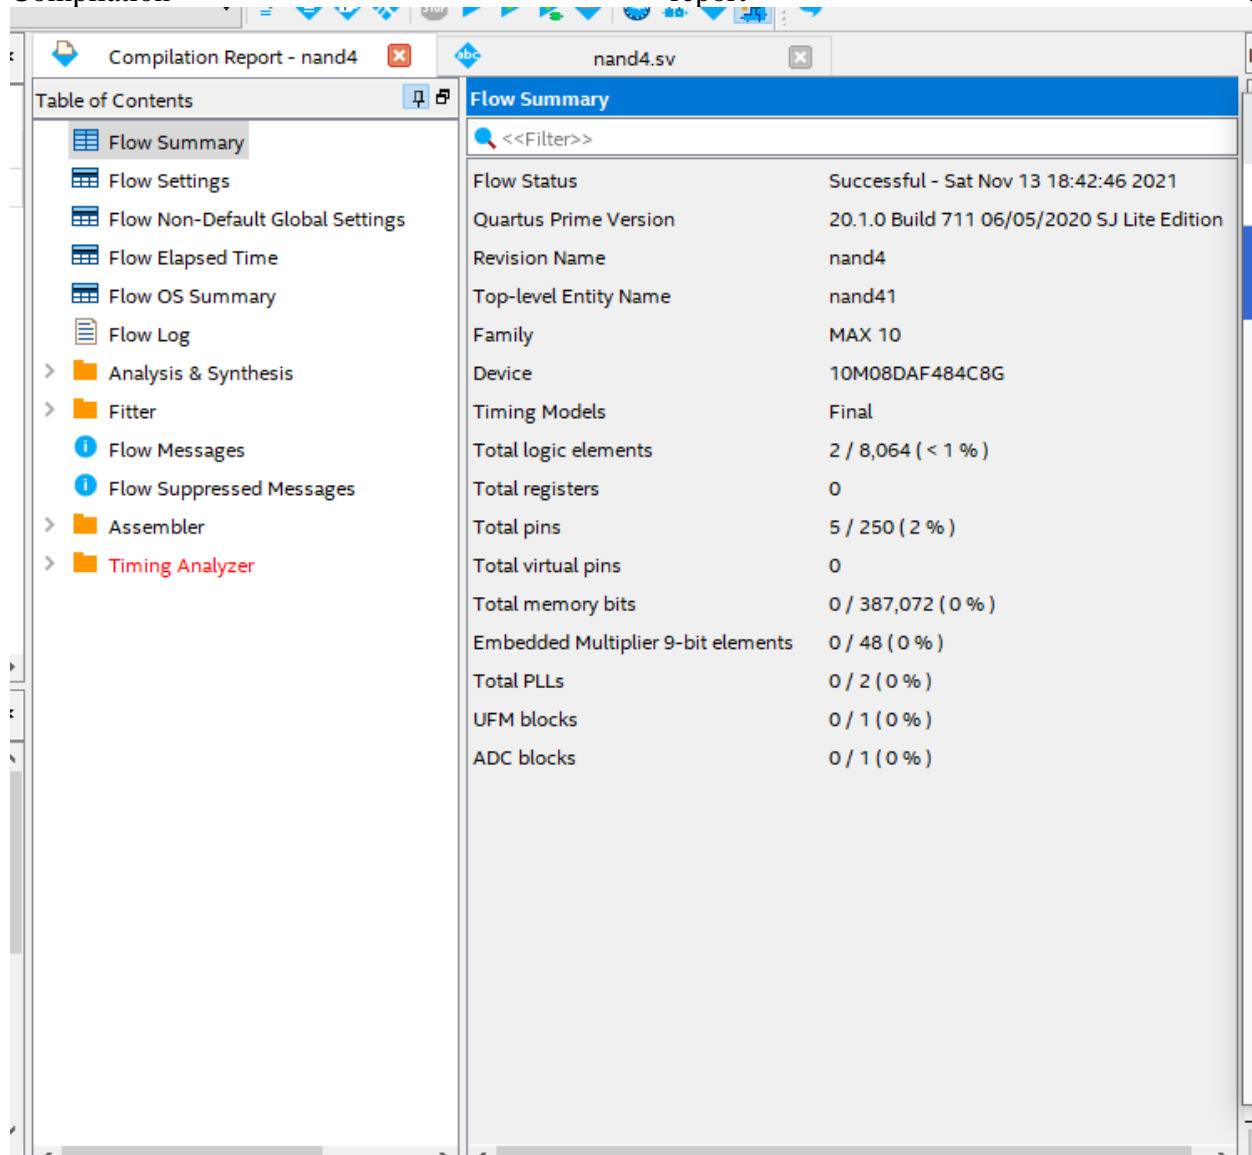 Compilation report
Compilation Report - nand4
abc
nand4.sv
Table of Contents
Flow Summary
Flow Settings
Flow Non-Default Global Settings
Flow Elapsed Time
Flow OS Summary
Flow Log
Analysis & Synthesis
Fitter
Flow Messages
Flow Suppressed Messages
Assembler
Timing Analyzer
Flow Summary
<<Filter>>
Flow Status Successful - Sat Nov 13 18:42:46 2021
Quartus Prime Version 20.1.0 Build 711 06/05/2020 SJ Lite Edition
Revision Name nand4
Top-level Entity Name nand41
Family MAX 10
Device 10M08DAF484C8G
Timing Models Final
Total logic elements 2 / 8,064 ( < 1 % )
Total registers 0
Total pins 5 / 250 ( 2 % )
Total virtual pins 0
Total memory bits 0 / 387,072 ( 0 % )
Embedded Multiplier 9-bit elements 0 / 48 ( 0 % )
Total PLLs 0 / 2 ( 0 % )
UFM blocks 0 / 1 ( 0 % )
ADC blocks 0 / 1 ( 0 % )